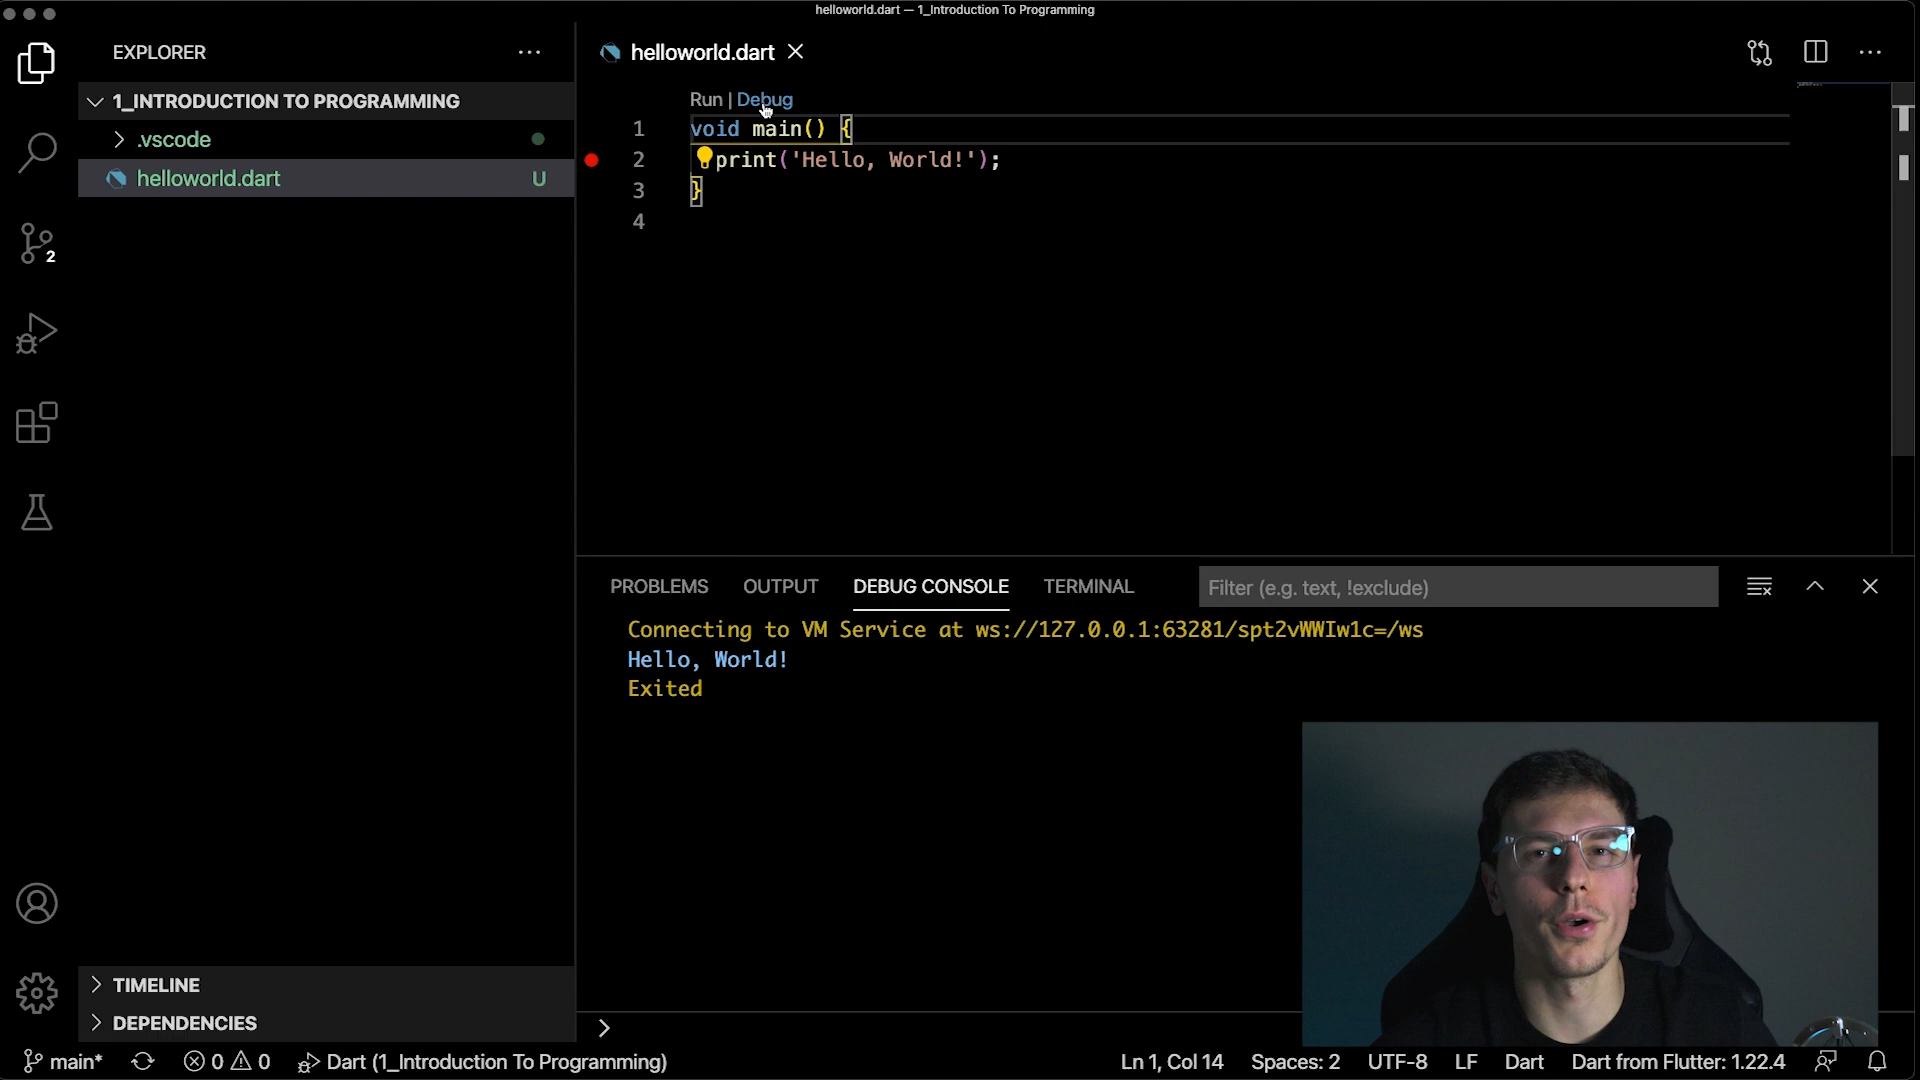 helloworld.dart — 1_Introduction To Programming
EXPLORER
helloworld.dart
1_INTRODUCTION TO PROGRAMMING
.vscode
helloworld.dart U
2
Run | Debug
1 void main() {
2 print('Hello, World!');
3 }
4
PROBLEMS OUTPUT DEBUG CONSOLE TERMINAL Filter (e.g. text, !exclude)
Connecting to VM Service at ws://127.0.0.1:63281/spt2vWWIw1c=/ws
Hello, World!
Exited
TIMELINE
DEPENDENCIES
main* 0 0 Dart (1_Introduction To Programming) Ln 1, Col 14 Spaces: 2 UTF-8 LF Dart Dart from Flutter: 1.22.4